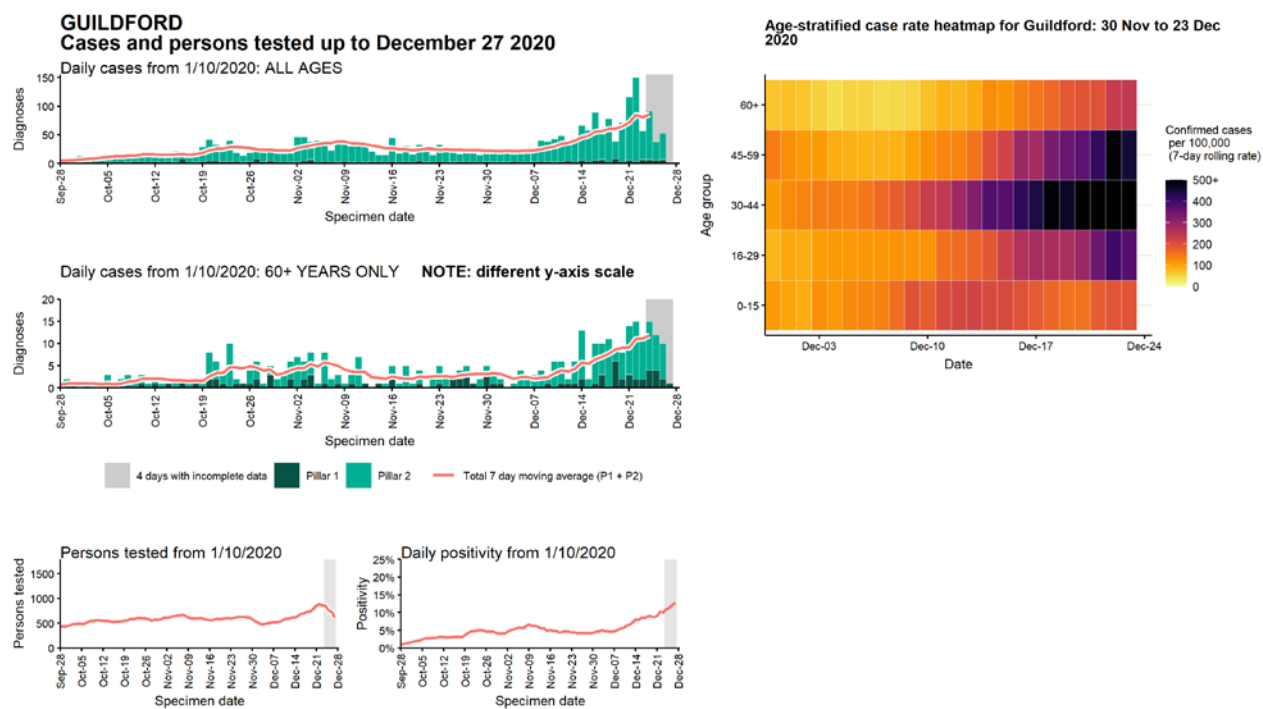 GUILDFORD
Cases and persons tested up to December 27 2020
Daily cases from 1/10/2020: ALL AGES
Diagnoses
150
100
50
0
Sep-28
Oct-05
Oct-12
Oct-19
Oct-26
Nov-02
Nov-09
Nov-16
Nov-23
Nov-30
Dec-07
Dec-14
Dec-21
Dec-28
Specimen date
Daily cases from 1/10/2020: 60+ YEARS ONLY NOTE: different y-axis scale
Diagnoses
20
15
10
5
0
Sep-28
Oct-05
Oct-12
Oct-19
Oct-26
Nov-02
Nov-09
Nov-16
Nov-23
Nov-30
Dec-07
Dec-14
Dec-21
Dec-28
Specimen date
4 days with incomplete data
Pillar 1
Pillar 2
Total 7 day moving average (P1 + P2)
Persons tested from 1/10/2020
Persons tested
1500
1000
500
0
Sep-28
Oct-05
Oct-12
Oct-19
Oct-26
Nov-02
Nov-09
Nov-16
Nov-23
Nov-30
Dec-07
Dec-14
Dec-21
Dec-28
Specimen date
Daily positivity from 1/10/2020
Positivity
25%
20%
15%
10%
5%
0%
Sep-28
Oct-05
Oct-12
Oct-19
Oct-26
Nov-02
Nov-09
Nov-16
Nov-23
Nov-30
Dec-07
Dec-14
Dec-21
Dec-28
Specimen date
Age-stratified case rate heatmap for Guildford: 30 Nov to 23 Dec
2020
Age group
60+
45-59
30-44
16-29
0-15
Dec-03
Dec-10
Dec-17
Dec-24
Date
Confirmed cases
per 100,000
(7-day rolling rate)
500+
400
300
200
100
0